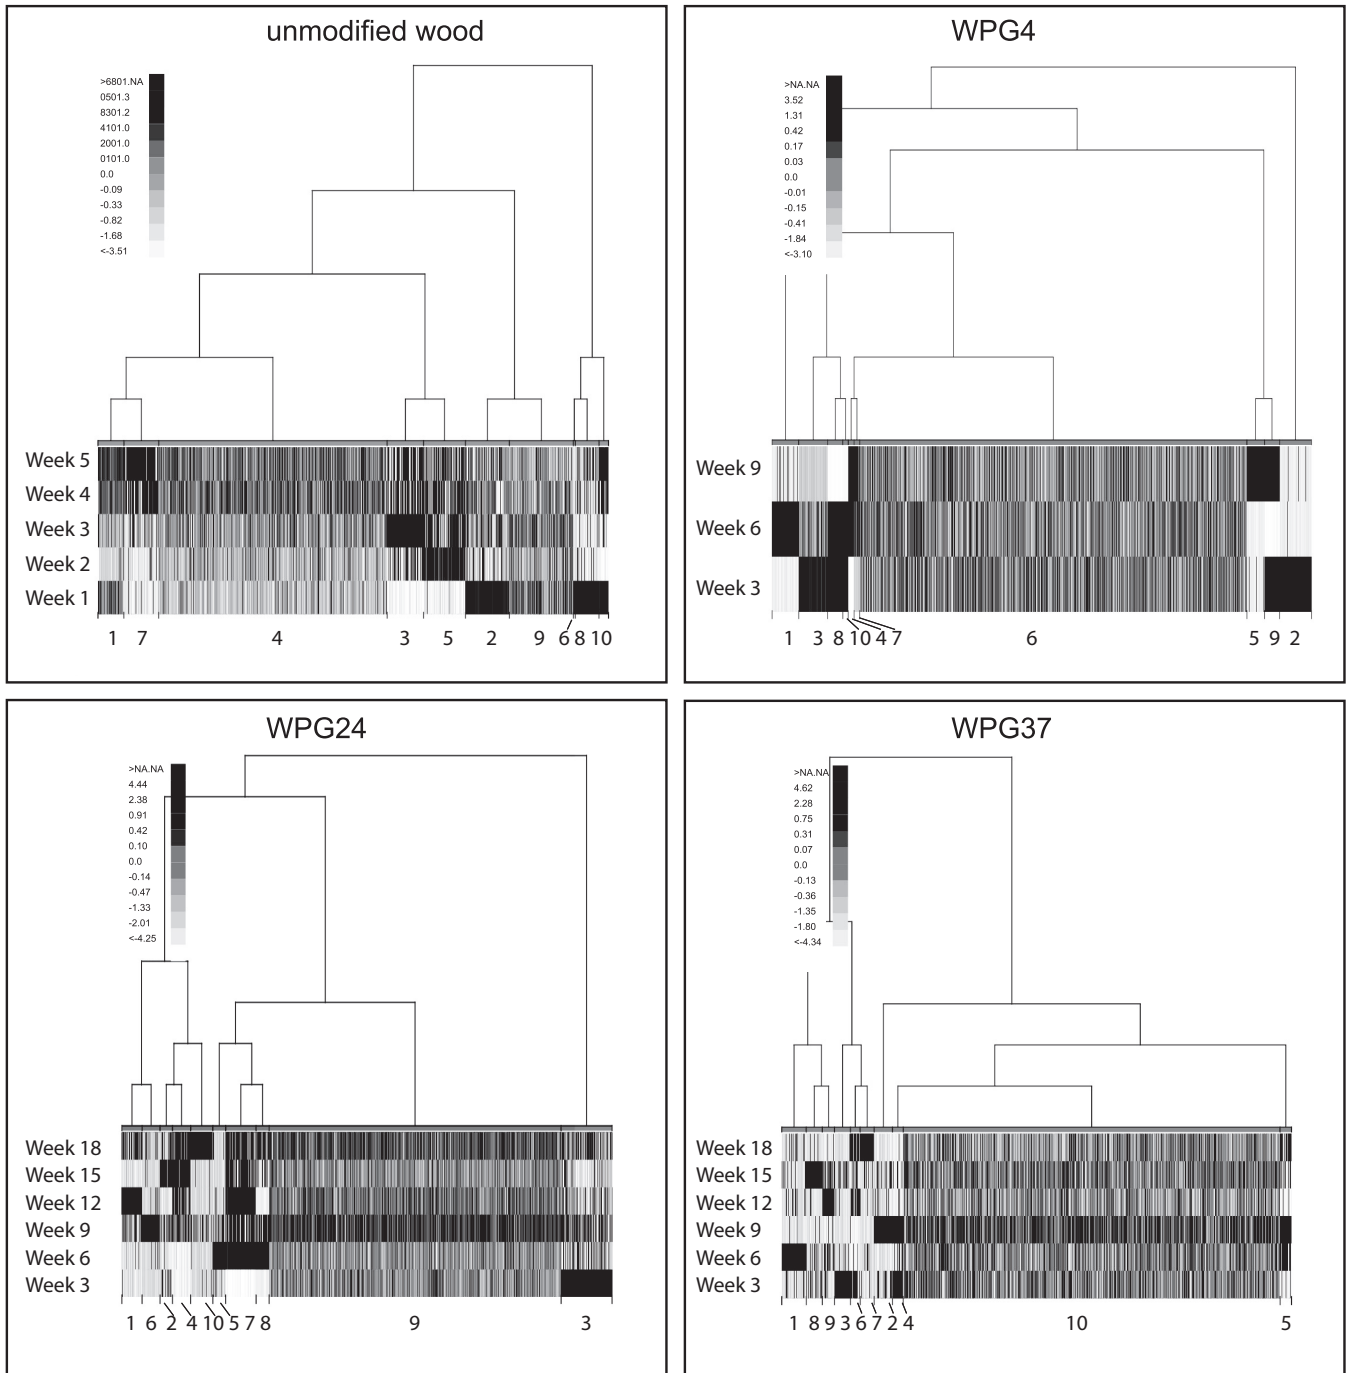 unmodified wood
>6801.NA
0501.3
8301.2
4101.0
2001.0
0101.0
0.0
-0.09
-0.33
-0.82
-1.68
<-3.51
Week 5
Week 4
Week 3
Week 2
Week 1
1 7 4 3 5 2 9 6 8 10
WPG4
>NA.NA
3.52
1.31
0.42
0.17
0.03
0.0
-0.01
-0.15
-0.41
-1.84
<-3.10
Week 9
Week 6
Week 3
1 3 8 10 4 7 6 5 9 2
WPG24
>NA.NA
4.44
2.38
0.91
0.42
0.10
0.0
-0.14
-0.47
-1.33
-2.01
<-4.25
Week 18
Week 15
Week 12
Week 9
Week 6
Week 3
1 6 2 4 10 5 7 8 9 3
WPG37
>NA.NA
4.62
2.28
0.75
0.31
0.07
0.0
-0.13
-0.36
-1.35
-1.80
<-4.34
Week 18
Week 15
Week 12
Week 9
Week 6
Week 3
1 8 9 3 6 7 2 4 10 5